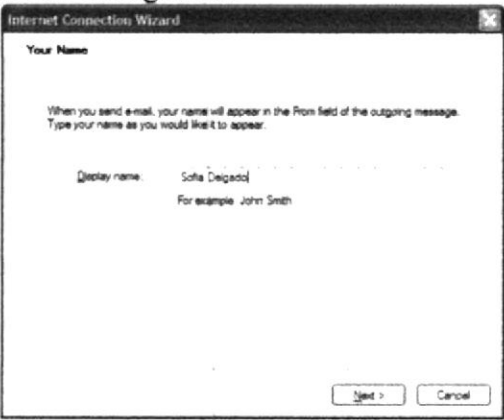 Internet Connection Wizard
Your Name
When you send e-mail, your name will appear in the From field of the outgoing message.
Type your name as you would like it to appear.
Display name: Sofia Delgado
For example: John Smith
Next > Cancel